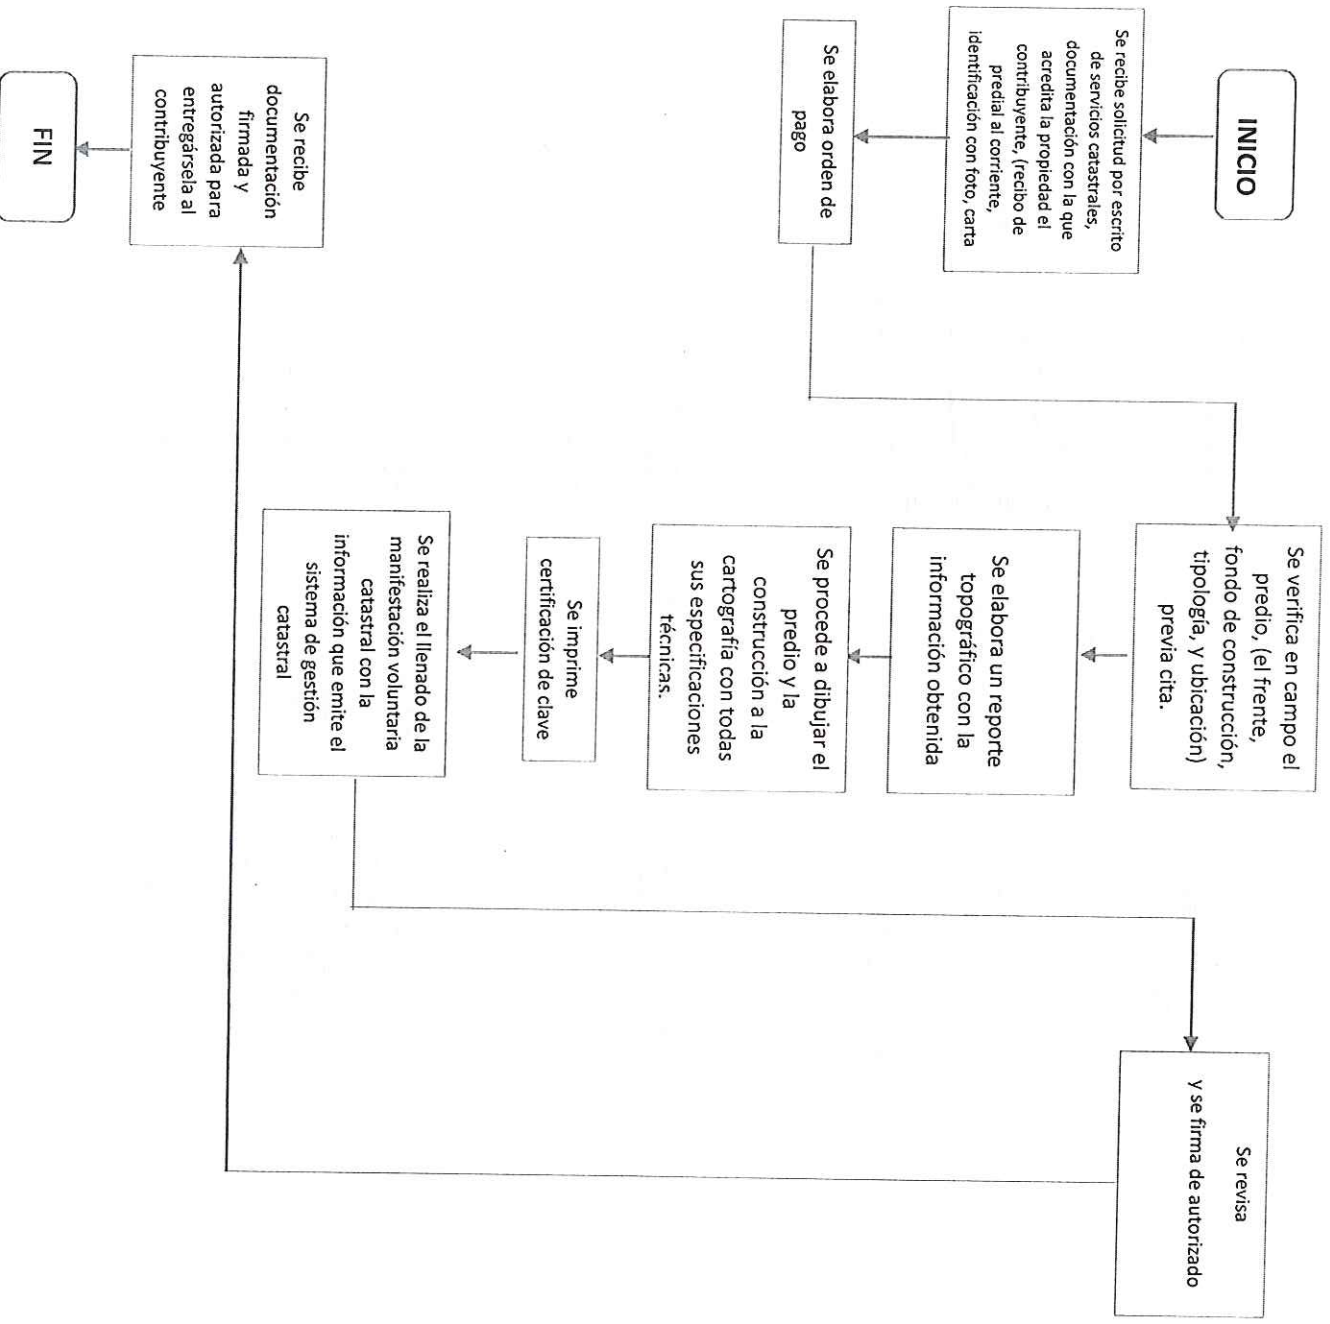 INICIO
Se recibe solicitud por escrito
de servicios catastrales,
documentación con la que
acredita la propiedad el
contribuyente, (recibo de
predial al corriente,
identificación con foto, carta
Se elabora orden de
pago
Se verifica en campo el
predio, (el frente,
fondo de construcción,
tipología, y ubicación)
previa cita.
Se elabora un reporte
topográfico con la
información obtenida
Se procede a dibujar el
predio y la
construcción a la
cartografía con todas
sus especificaciones
técnicas.
Se imprime
certificación de clave
Se realiza el llenado de la
manifestación voluntaria
catastral con la
información que emite el
sistema de gestión
catastral
Se revisa
y se firma de autorizado
Se recibe
documentación
firmada y
autorizada para
entregársela al
contribuyente
FIN